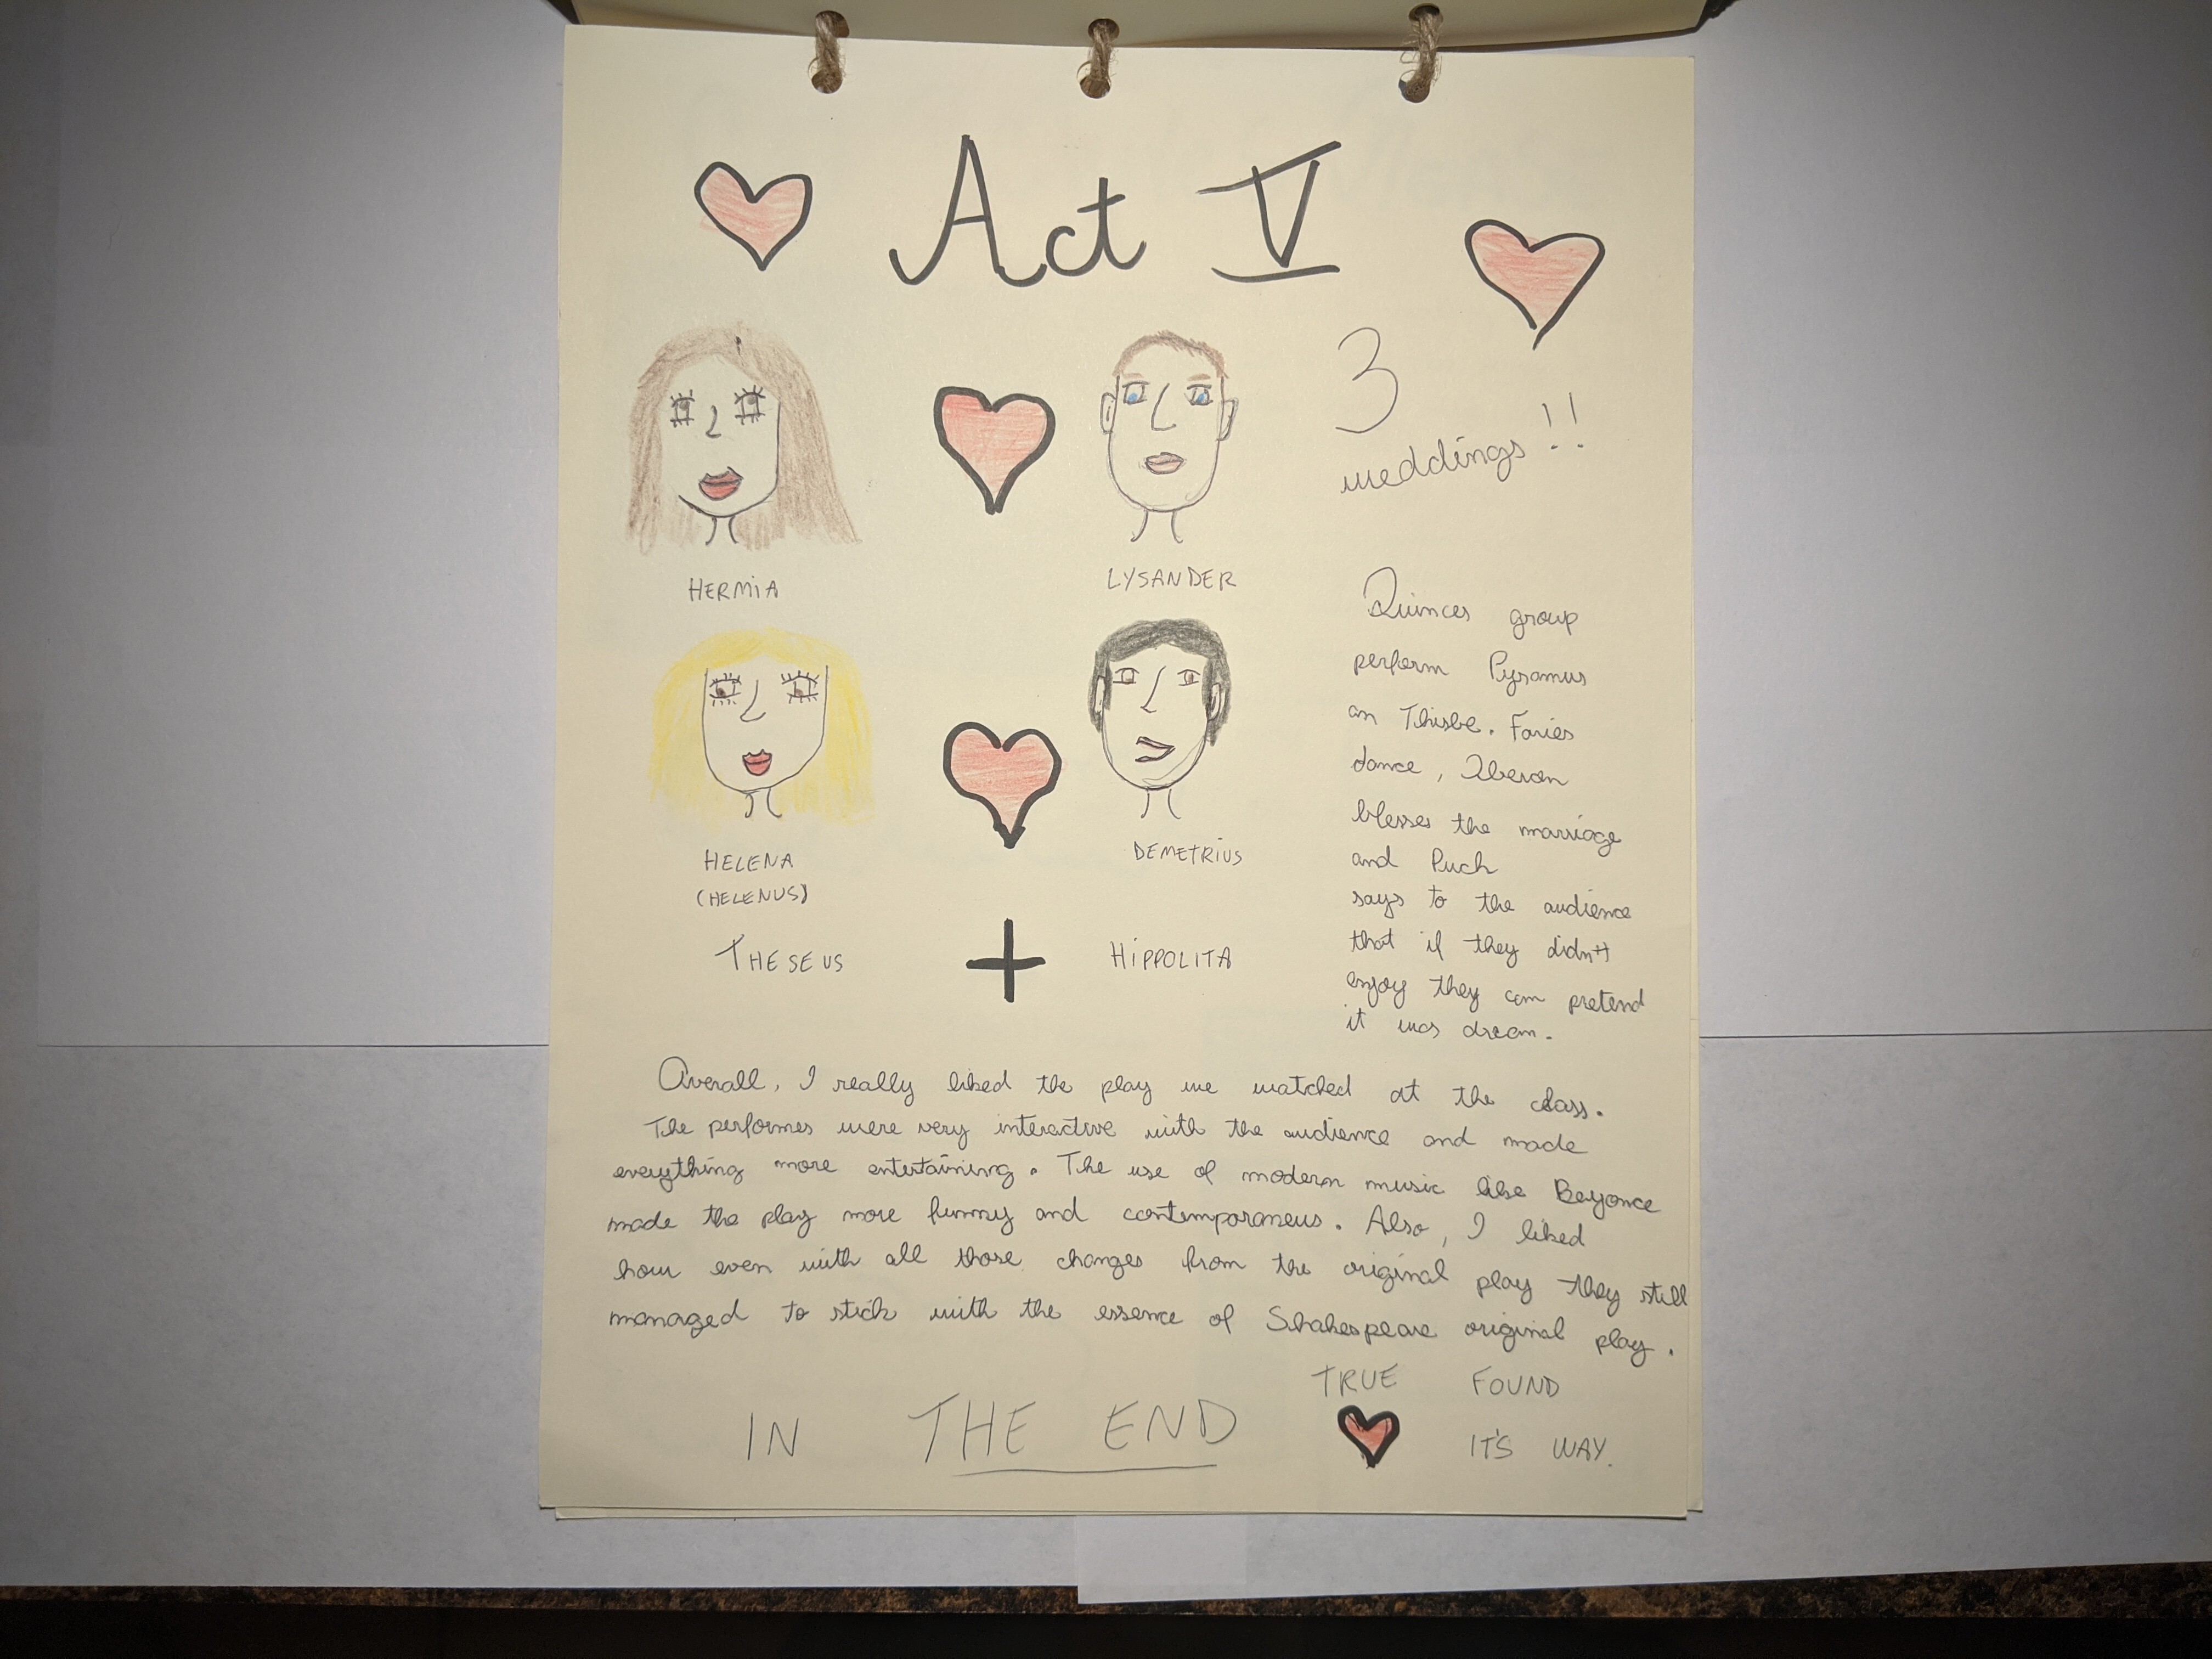 Act V
3
weddings!!
HERMIA
LYSANDER
HELENA
(HELENUS)
DEMETRIUS
THESEUS + HIPPOLITA
Quinces group
perform Pyramus
an Thisbe. Faries
dance, Oberon
blesses the marriage
and Puck
says to the audience
that if they didn't
enjoy they can pretend
it was dream.
Overall, I really liked the play we watched at the class.
The performes were very interactive with the audience and made
everything more entertaining. The use of modern music like Beyonce
made the play more funny and contemporaneus. Also, I liked
how even with all those changes from the original play they still
managed to stick with the essence of Shakespeare original play.
IN THE END
TRUE FOUND
IT'S WAY.